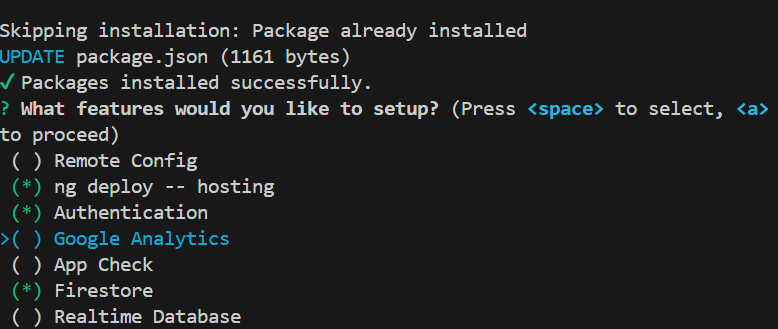 Skipping installation: Package already installed
UPDATE package.json (1161 bytes)
✓ Packages installed successfully.
? What features would you like to setup? (Press <space> to select, <a>
to proceed)
( ) Remote Config
(*) ng deploy -- hosting
(*) Authentication
>( ) Google Analytics
( ) App Check
(*) Firestore
( ) Realtime Database